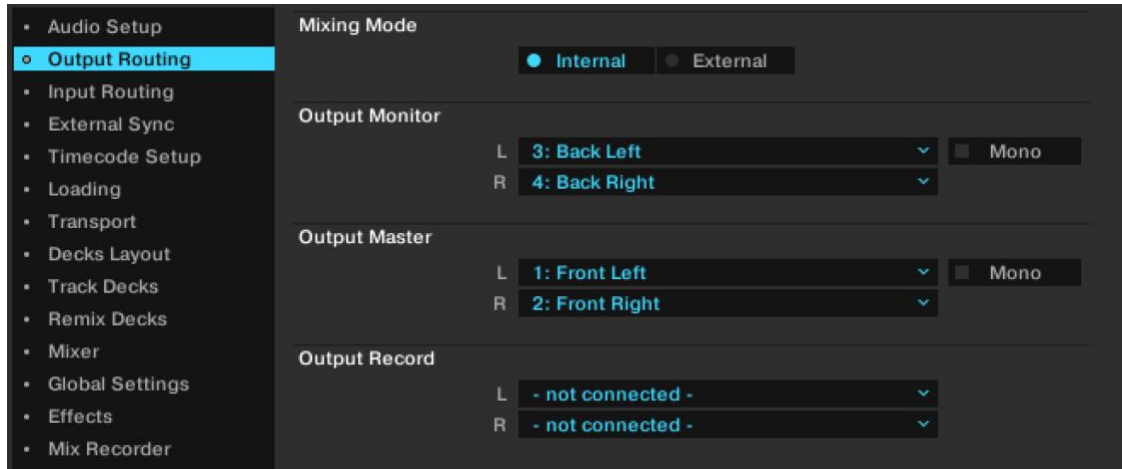 Audio Setup
Output Routing
Input Routing
External Sync
Timecode Setup
Loading
Transport
Decks Layout
Track Decks
Remix Decks
Mixer
Global Settings
Effects
Mix Recorder
Mixing Mode
Internal External
Output Monitor
L 3: Back Left Mono
R 4: Back Right
Output Master
L 1: Front Left Mono
R 2: Front Right
Output Record
L - not connected -
R - not connected -